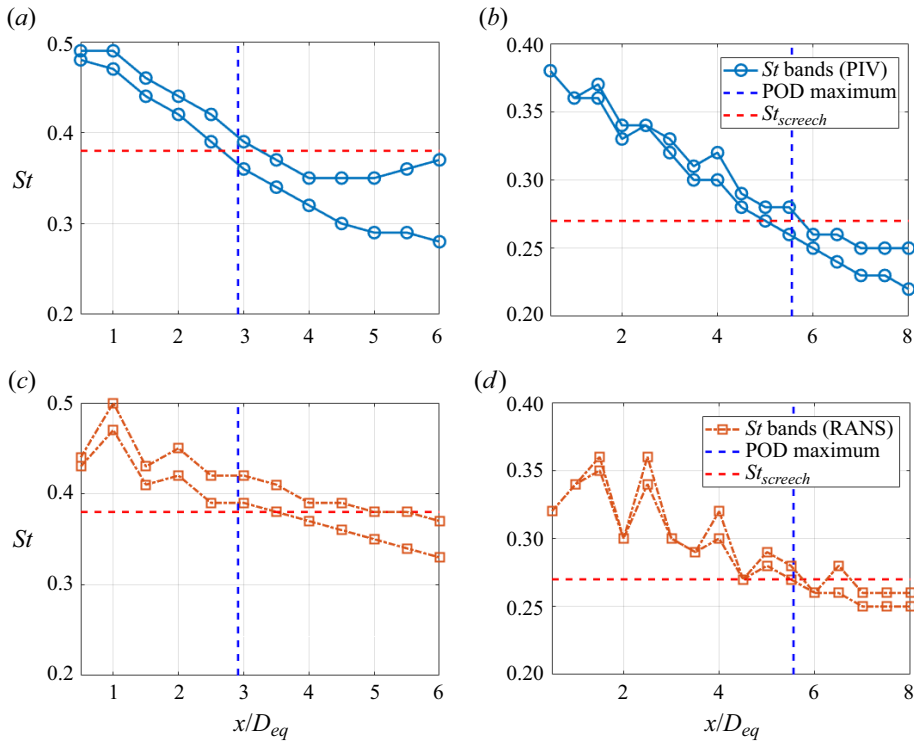 (a)
(b)
0.5
0.4
0.3
0.2
St
1 2 3 4 5 6
0.40
0.35
0.30
0.25
0.20
2 4 6 8
St bands (PIV)
POD maximum
St_screech
(c)
(d)
0.5
0.4
0.3
0.2
St
1 2 3 4 5 6
x/D_eq
0.40
0.35
0.30
0.25
0.20
2 4 6 8
x/D_eq
St bands (RANS)
POD maximum
St_screech